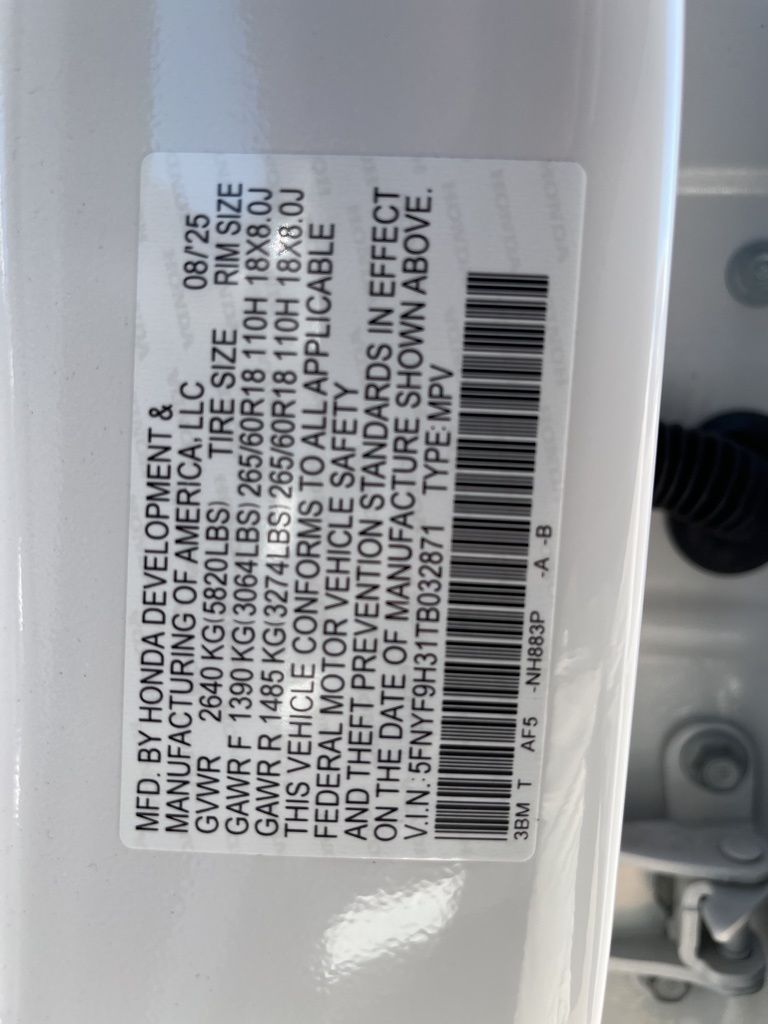 MFD. BY HONDA DEVELOPMENT &
MANUFACTURING OF AMERICA, LLC 08/'25
GVWR 2640 KG(5820LBS) TIRE SIZE RIM SIZE
GAWR F 1390 KG(3064LBS) 265/60R18 110H 18X8.0J
GAWR R 1485 KG(3274LBS) 265/60R18 110H 18X8.0J
THIS VEHICLE CONFORMS TO ALL APPLICABLE
FEDERAL MOTOR VEHICLE SAFETY
AND THEFT PREVENTION STANDARDS IN EFFECT
ON THE DATE OF MANUFACTURE SHOWN ABOVE.
V.I.N.: 5FNYF9H31TB032871 TYPE: MPV
3BM T AF5 -NH883P -A -B